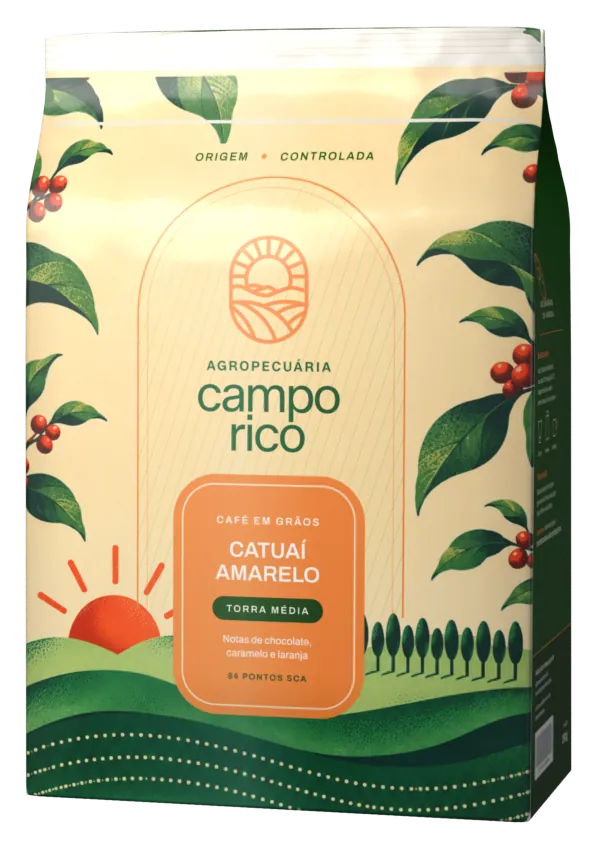 ORIGEM • CONTROLADA
AGROPECUÁRIA
campo
rico
CAFÉ EM GRÃOS
CATUAÍ
AMARELO
TORRA MÉDIA
Notas de chocolate,
caramelo e laranja
84 PONTOS SCA